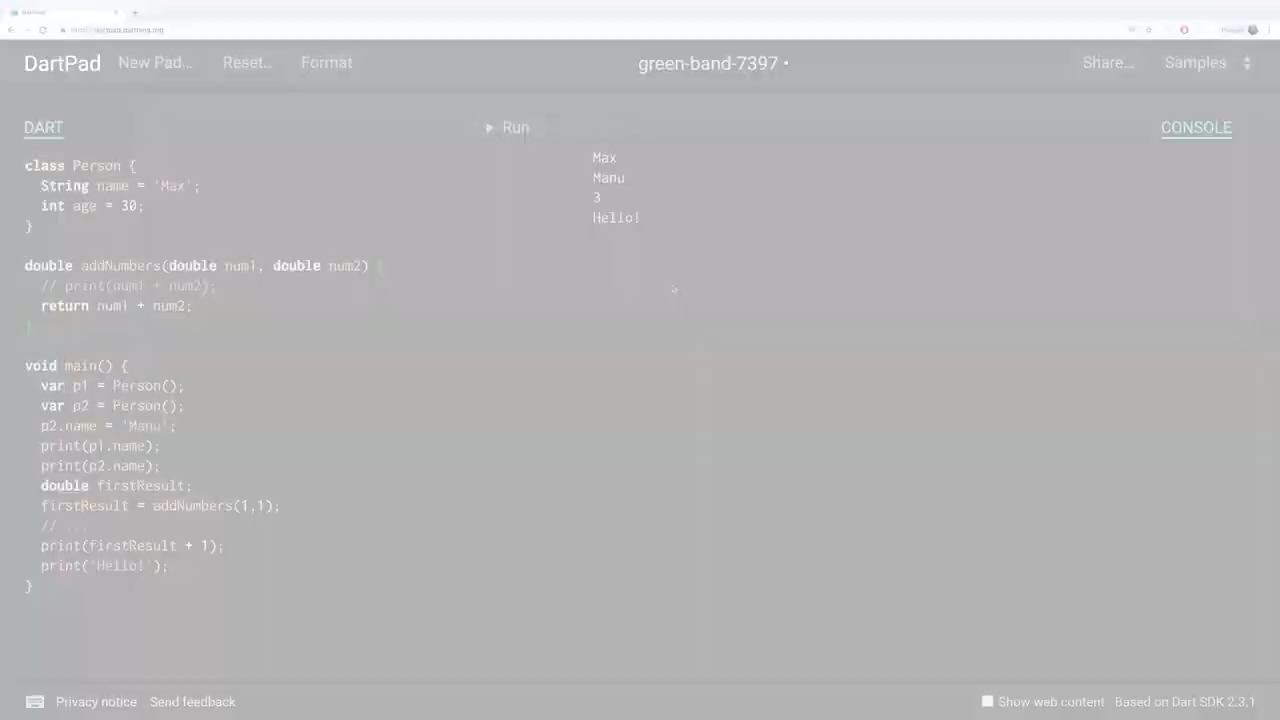 DartPad New Pad... Reset... Format green-band-7397 • Share... Samples
DART Run CONSOLE
class Person {
String name = 'Max';
int age = 30;
}
double addNumbers(double num1, double num2) {
// print(num1 + num2);
return num1 + num2;
}
void main() {
var p1 = Person();
var p2 = Person();
p2.name = 'Manu';
print(p1.name);
print(p2.name);
double firstResult;
firstResult = addNumbers(1,1);
// ...
print(firstResult + 1);
print('Hello!');
}
Max
Manu
3
Hello!
Privacy notice Send feedback Show web content Based on Dart SDK 2.3.1